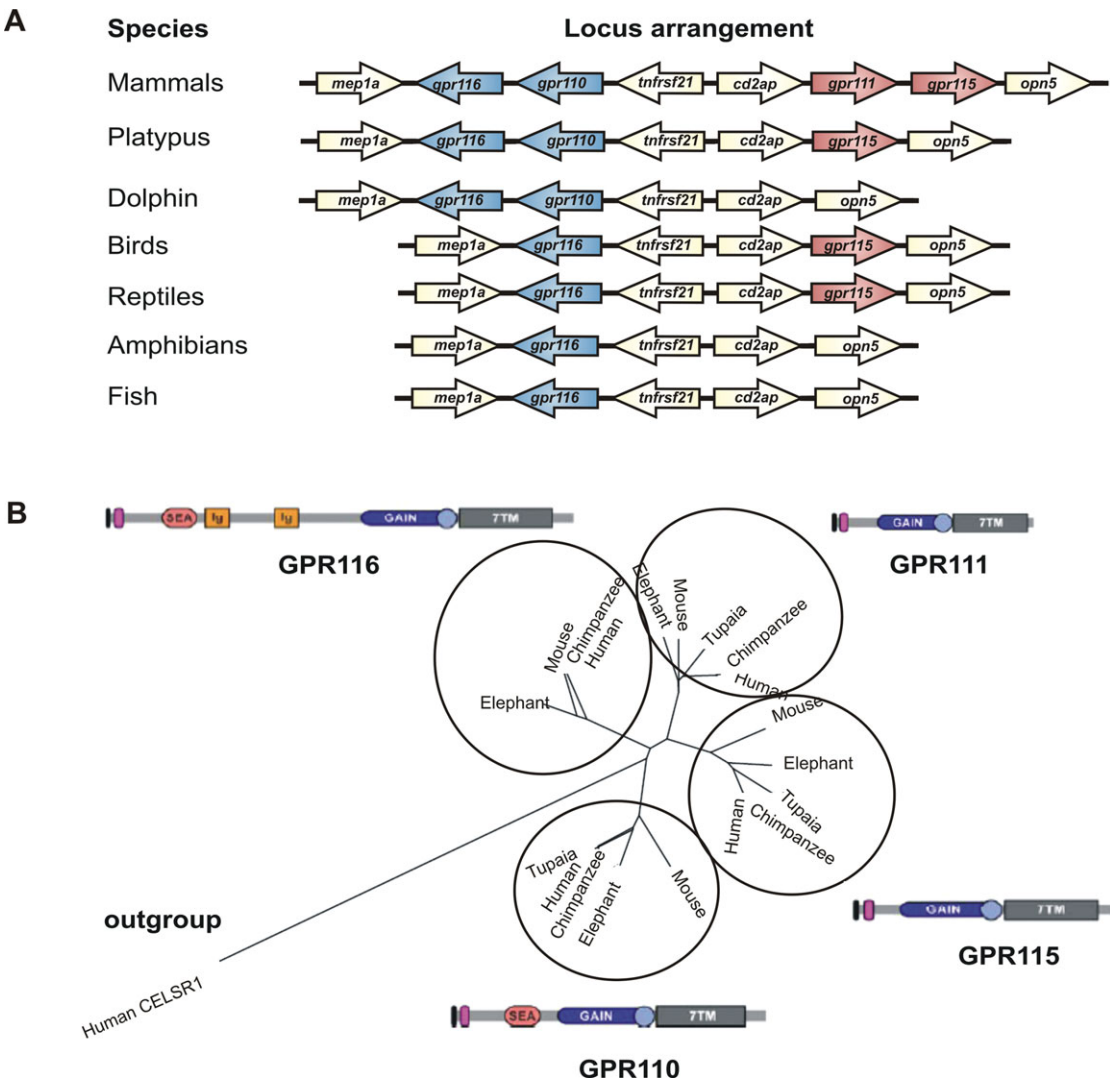 A
Species Locus arrangement
Mammals mep1a gpr116 gpr110 tnfrsf21 cd2ap gpr111 gpr115 opn5
Platypus mep1a gpr116 gpr110 tnfrsf21 cd2ap gpr115 opn5
Dolphin mep1a gpr116 gpr110 tnfrsf21 cd2ap opn5
Birds mep1a gpr116 tnfrsf21 cd2ap gpr115 opn5
Reptiles mep1a gpr116 tnfrsf21 cd2ap gpr115 opn5
Amphibians mep1a gpr116 tnfrsf21 cd2ap opn5
Fish mep1a gpr116 tnfrsf21 cd2ap opn5
B
SEA Ig Ig GAIN 7TM
GPR116
GAIN 7TM
GPR111
Mouse
Chimpanzee
Human
Elephant
Elephant
Mouse
Tupaia
Chimpanzee
Human
Mouse
Elephant
Tupaia
Chimpanzee
Human
Tupaia
Human
Chimpanzee
Elephant
Mouse
outgroup
Human CELSR1
GAIN 7TM
GPR115
SEA GAIN 7TM
GPR110